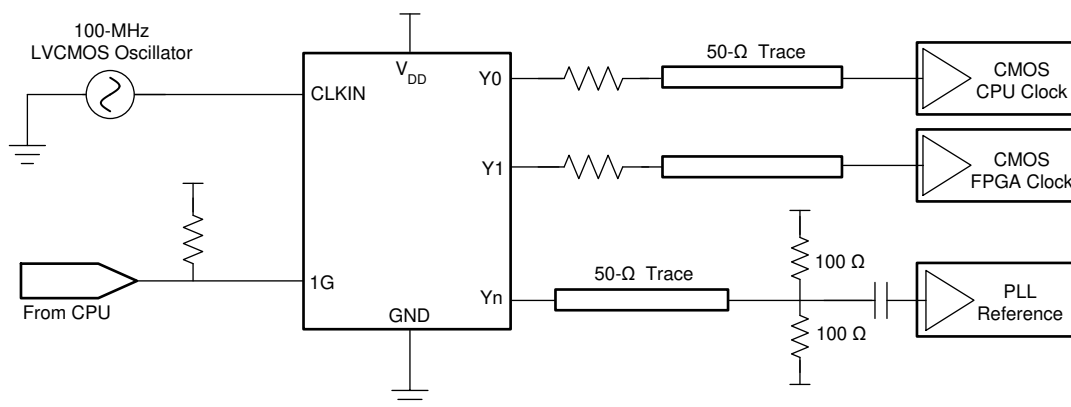 100-MHz
LVCMOS Oscillator
VDD
CLKIN
Y0
50-Ω Trace
CMOS
CPU Clock
Y1
CMOS
FPGA Clock
1G
From CPU
GND
Yn
50-Ω Trace
100 Ω
100 Ω
PLL
Reference